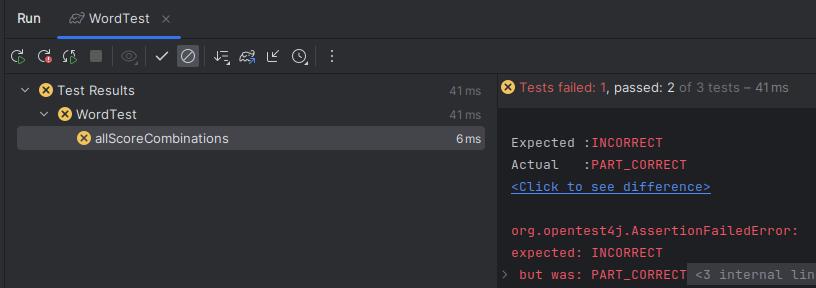 Run
WordTest
Test Results 41 ms
WordTest 41 ms
allScoreCombinations 6 ms
Tests failed: 1, passed: 2 of 3 tests – 41 ms
Expected :INCORRECT
Actual :PART_CORRECT
<Click to see difference>
org.opentest4j.AssertionFailedError:
expected: INCORRECT
but was: PART_CORRECT <3 internal lin